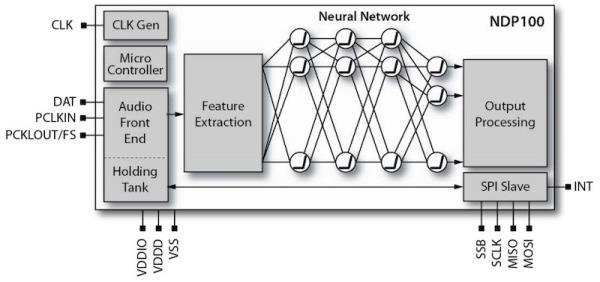 Neural Network
NDP100
CLK
CLK Gen
Micro
Controller
DAT
PCLKIN
PCKLOUT/FS
Audio
Front
End
Holding
Tank
Feature
Extraction
Output
Processing
SPI Slave
INT
VDDIO
VDDD
VSS
SSB
SCLK
MISO
MOSI